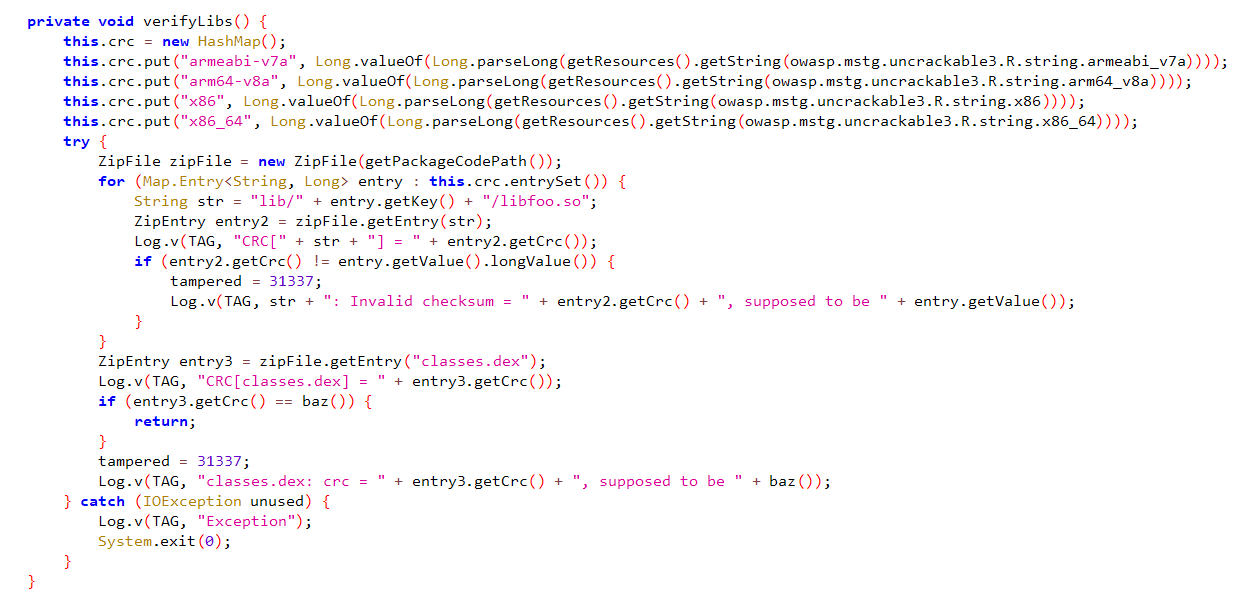 private void verifyLibs() {
    this.crc = new HashMap();
    this.crc.put("armeabi-v7a", Long.valueOf(Long.parseLong(getResources().getString(owasp.mstg.uncrackable3.R.string.armeabi_v7a))));
    this.crc.put("arm64-v8a", Long.valueOf(Long.parseLong(getResources().getString(owasp.mstg.uncrackable3.R.string.arm64_v8a))));
    this.crc.put("x86", Long.valueOf(Long.parseLong(getResources().getString(owasp.mstg.uncrackable3.R.string.x86))));
    this.crc.put("x86_64", Long.valueOf(Long.parseLong(getResources().getString(owasp.mstg.uncrackable3.R.string.x86_64))));
    try {
        ZipFile zipFile = new ZipFile(getPackageCodePath());
        for (Map.Entry<String, Long> entry : this.crc.entrySet()) {
            String str = "lib/" + entry.getKey() + "/libfoo.so";
            ZipEntry entry2 = zipFile.getEntry(str);
            Log.v(TAG, "CRC[" + str + "] = " + entry2.getCrc());
            if (entry2.getCrc() != entry.getValue().longValue()) {
                tampered = 31337;
                Log.v(TAG, str + ": Invalid checksum = " + entry2.getCrc() + ", supposed to be " + entry.getValue());
            }
        }
        ZipEntry entry3 = zipFile.getEntry("classes.dex");
        Log.v(TAG, "CRC[classes.dex] = " + entry3.getCrc());
        if (entry3.getCrc() == baz()) {
            return;
        }
        tampered = 31337;
        Log.v(TAG, "classes.dex: crc = " + entry3.getCrc() + ", supposed to be " + baz());
    } catch (IOException unused) {
        Log.v(TAG, "Exception");
        System.exit(0);
    }
}